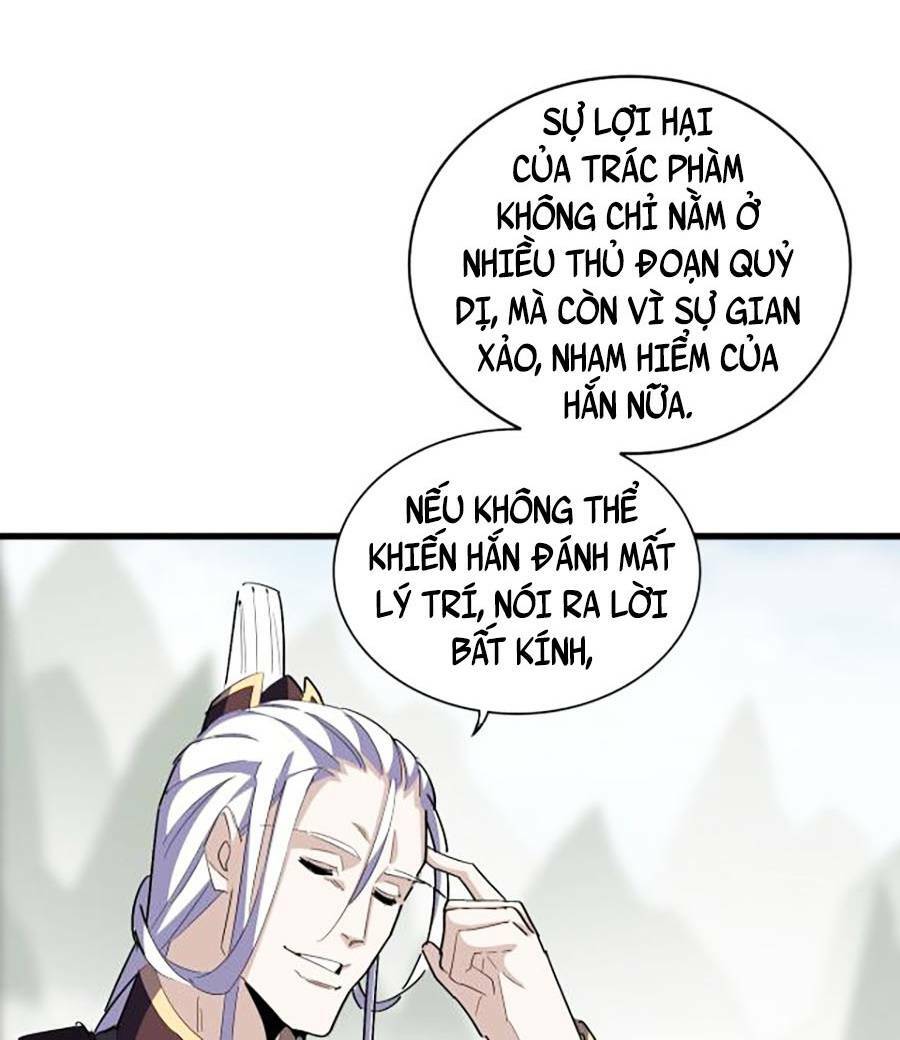 SỰ LỢI HẠI
CỦA TRÁC PHÀM
KHÔNG CHỈ NẰM Ở
NHIỀU THỦ ĐOẠN QUỶ
DỊ, MÀ CÒN VÌ SỰ GIAN
XẢO, NHAM HIỂM CỦA
HẮN NỮA.
NẾU KHÔNG THỂ
KHIẾN HẮN ĐÁNH MẤT
LÝ TRÍ, NÓI RA LỜI
BẤT KÍNH,